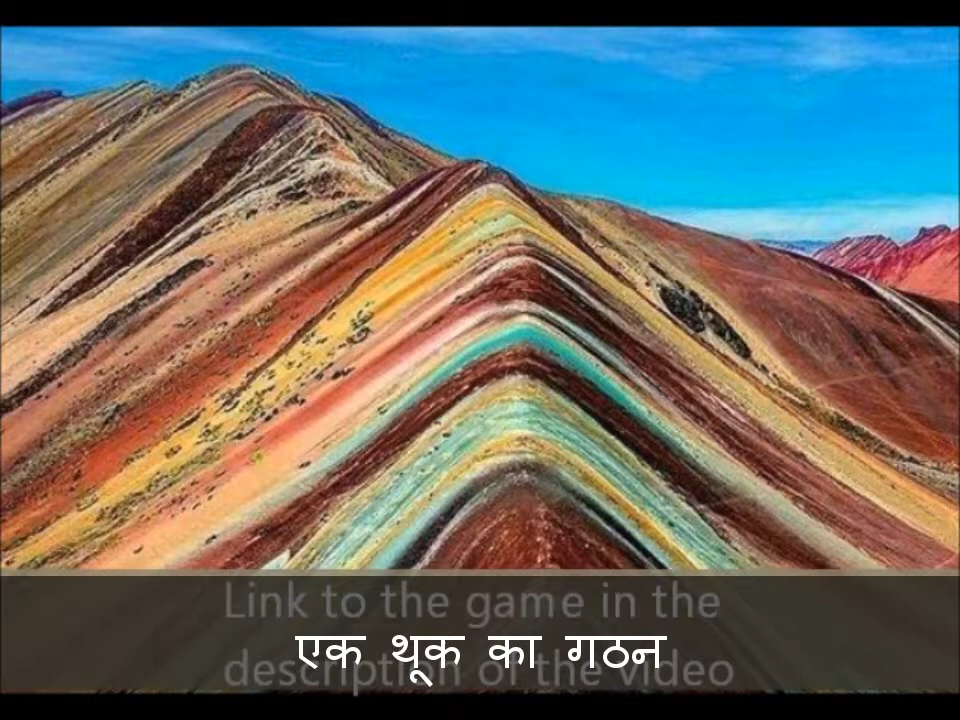 Link to the game in the
एक थूक का गठन
description of the video